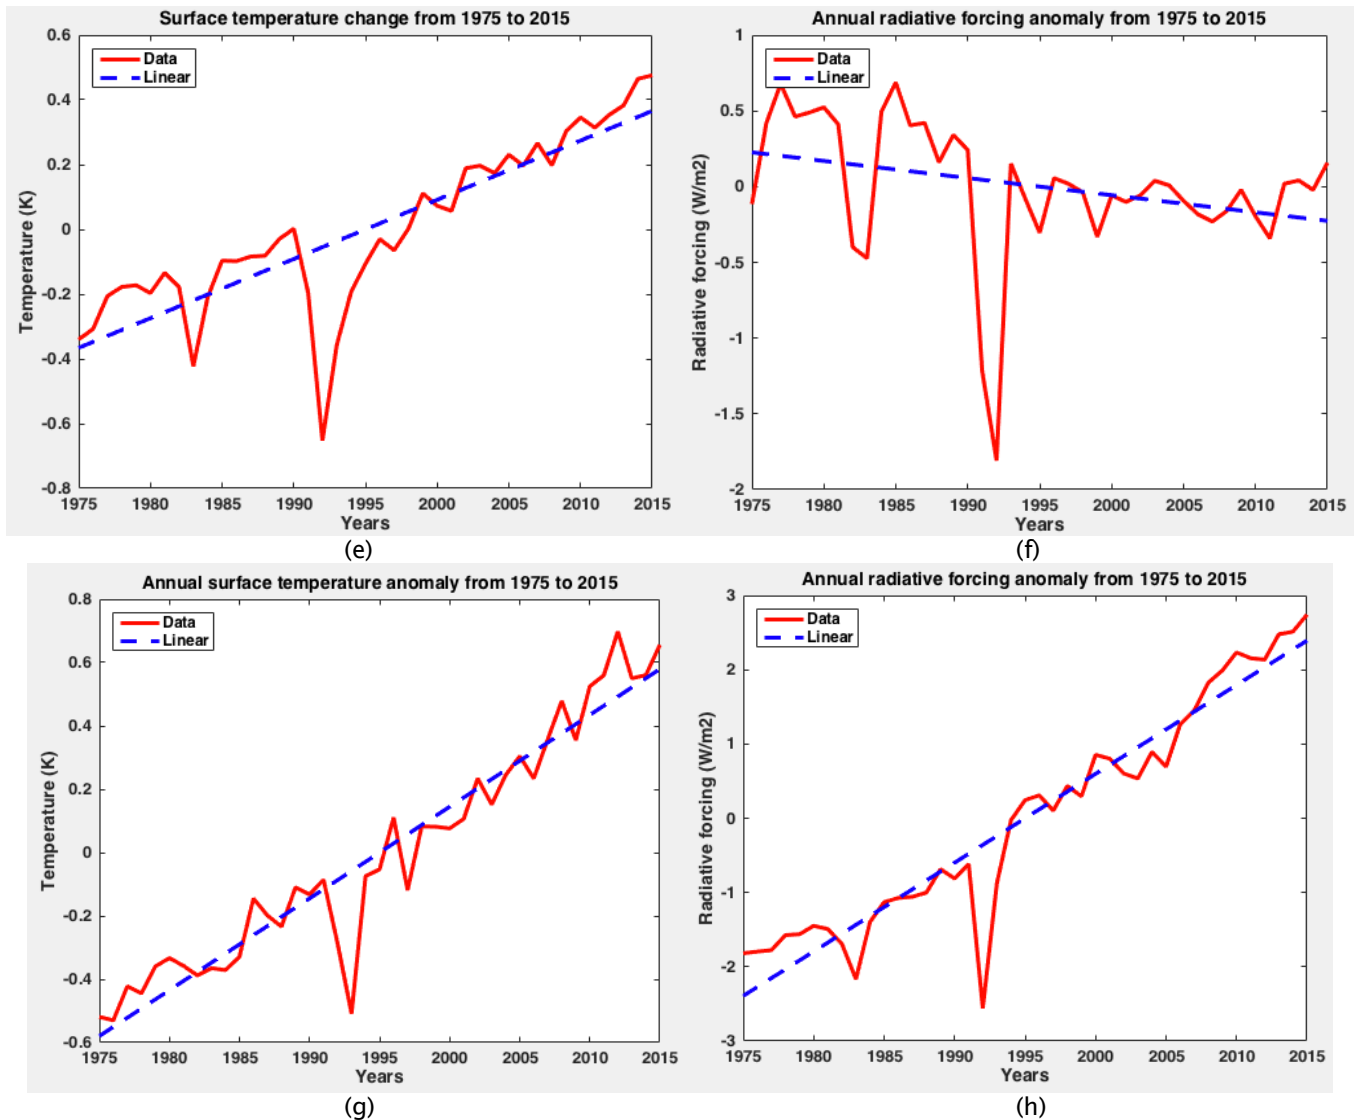 Surface temperature change from 1975 to 2015
0.6
0.4
0.2
0
-0.2
-0.4
-0.6
-0.8
Temperature (K)
Data
Linear
1975 1980 1985 1990 1995 2000 2005 2010 2015
Years
(e)
Annual radiative forcing anomaly from 1975 to 2015
1
0.5
0
-0.5
-1
-1.5
-2
Radiative forcing (W/m2)
Data
Linear
1975 1980 1985 1990 1995 2000 2005 2010 2015
Years
(f)
Annual surface temperature anomaly from 1975 to 2015
0.8
0.6
0.4
0.2
0
-0.2
-0.4
-0.6
Temperature (K)
Data
Linear
1975 1980 1985 1990 1995 2000 2005 2010 2015
Years
(g)
Annual radiative forcing anomaly from 1975 to 2015
3
2
1
0
-1
-2
-3
Radiative forcing (W/m2)
Data
Linear
1975 1980 1985 1990 1995 2000 2005 2010 2015
Years
(h)